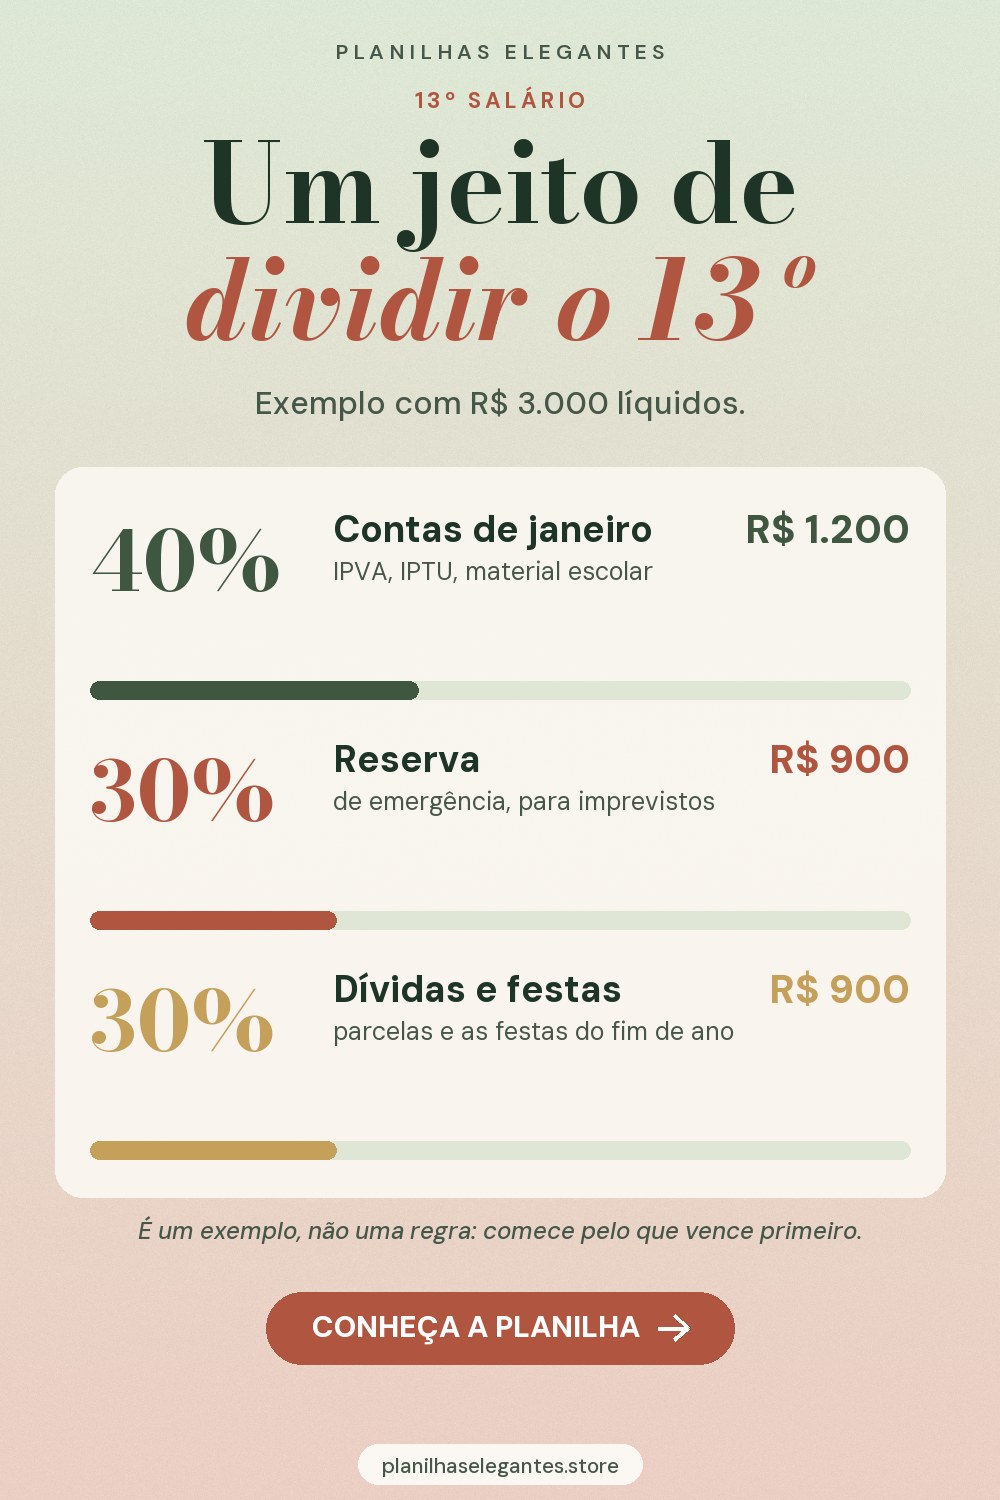 PLANILHAS ELEGANTES
13º SALÁRIO
Um jeito de
dividir o 13º
Exemplo com R$ 3.000 líquidos.
40%
Contas de janeiro
R$ 1.200
IPVA, IPTU, material escolar
30%
Reserva
R$ 900
de emergência, para imprevistos
30%
Dívidas e festas
R$ 900
parcelas e as festas do fim de ano
É um exemplo, não uma regra: comece pelo que vence primeiro.
CONHEÇA A PLANILHA →
planilhaselegantes.store